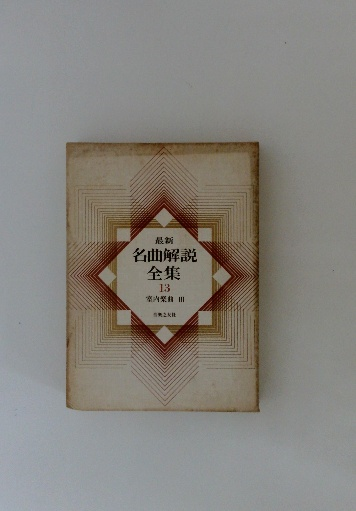 最新
名曲解説
全集
13
室内楽曲 III
音楽之友社